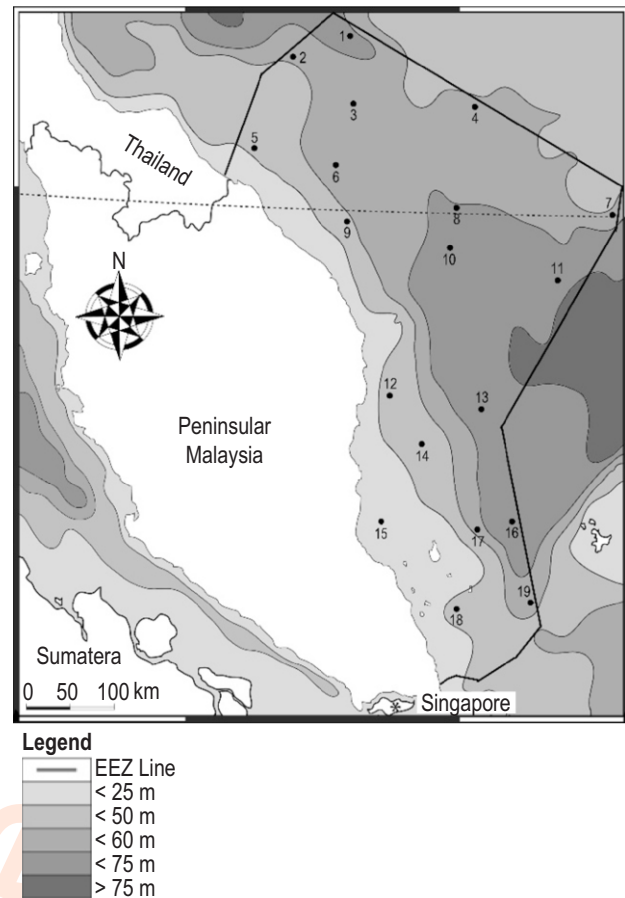 1
2
3
4
Thailand
5
6
7
8
9
10
11
N
12
13
Peninsular
Malaysia
14
15
16
17
18
19
Sumatera
0 50 100 km
Singapore
Legend
EEZ Line
< 25 m
< 50 m
< 60 m
< 75 m
> 75 m